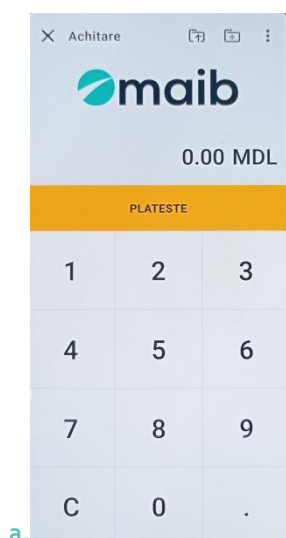 Achitare
maib
0.00 MDL
PLATESTE
1 2 3
4 5 6
7 8 9
C 0 .
a.